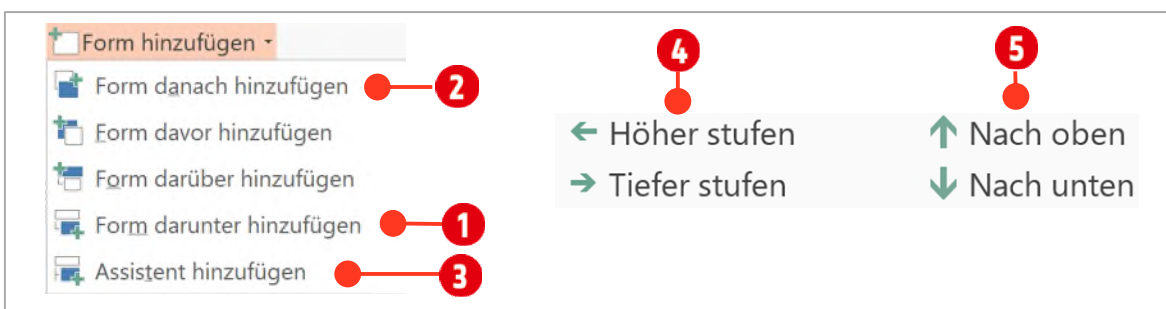 Form hinzufügen
Form danach hinzufügen 2
Form davor hinzufügen
Form darüber hinzufügen
Form darunter hinzufügen 1
Assistent hinzufügen 3
4
Höher stufen
Tiefer stufen
5
Nach oben
Nach unten